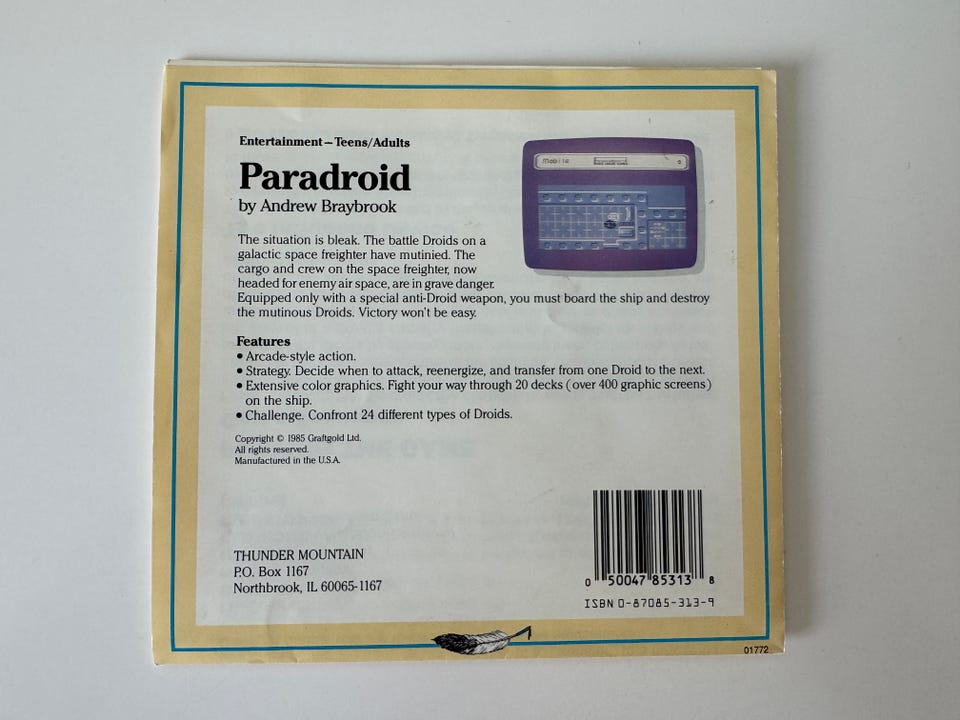 Entertainment—Teens/Adults
Paradroid
by Andrew Braybrook
Mobile
The situation is bleak. The battle Droids on a
galactic space freighter have mutinied. The
cargo and crew on the space freighter, now
headed for enemy air space, are in grave danger.
Equipped only with a special anti-Droid weapon, you must board the ship and destroy
the mutinous Droids. Victory won't be easy.
Features
• Arcade-style action.
• Strategy. Decide when to attack, reenergize, and transfer from one Droid to the next.
• Extensive color graphics. Fight your way through 20 decks (over 400 graphic screens)
on the ship.
• Challenge. Confront 24 different types of Droids.
Copyright © 1985 Graftgold Ltd.
All rights reserved.
Manufactured in the U.S.A.
THUNDER MOUNTAIN
P.O. Box 1167
Northbrook, IL 60065-1167
0 50047 85313 8
ISBN 0-87085-313-9
01772